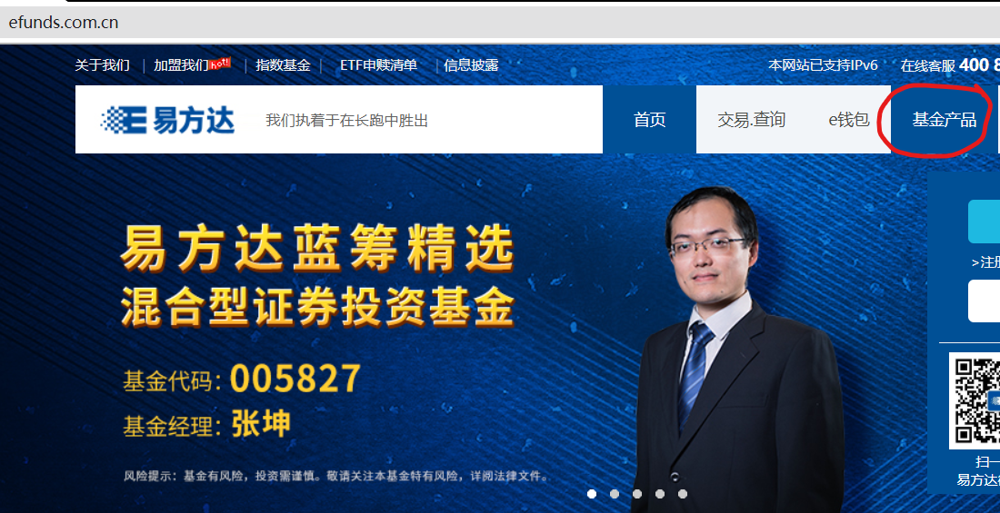 efunds.com.cn
关于我们 | 加盟我们hot! | 指数基金 | ETF申赎清单 | 信息披露 本网站已支持IPv6 在线客服 400 8
易方达 我们执着于在长跑中胜出 首页 交易.查询 e钱包 基金产品
易方达蓝筹精选
混合型证券投资基金
>注册
基金代码：005827
基金经理：张坤
扫一
风险提示：基金有风险，投资需谨慎。敬请关注本基金特有风险，详阅法律文件。
易方达